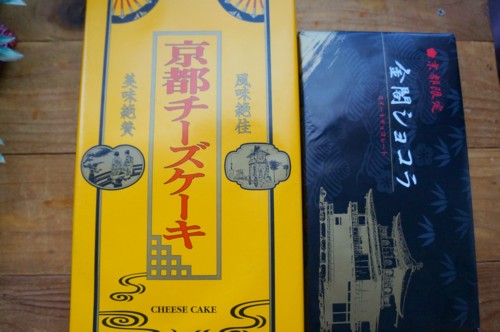 風味絶佳
京都チーズケーキ
美味絶賛
CHEESE CAKE
京都限定
金閣ショコラ